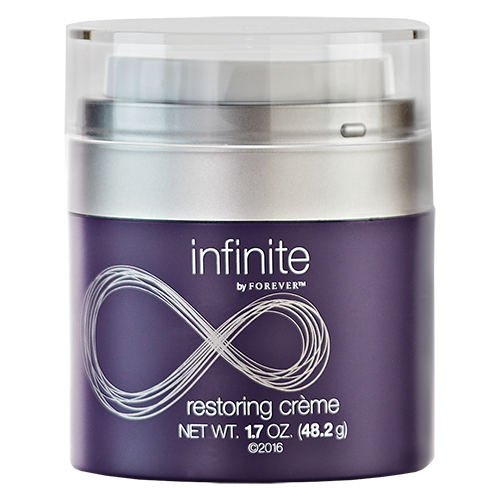 infinite
by FOREVER™
restoring crème
NET WT. 1.7 OZ. (48.2 g)
©2016